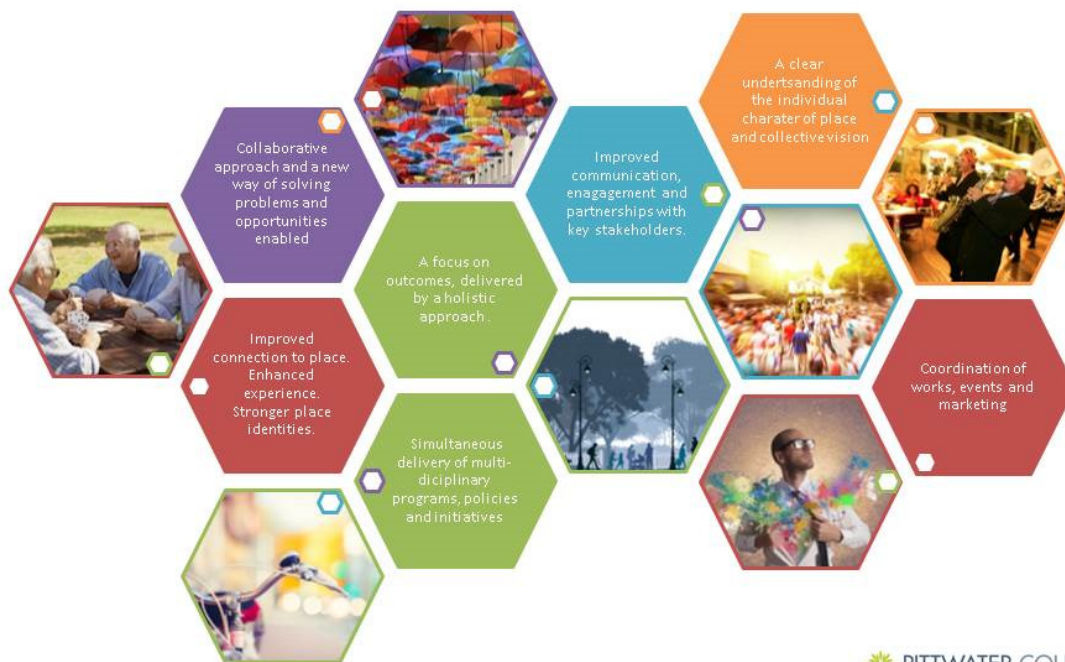 A clear
undertsanding of
the individual
charater of place
and collective vision
Collaborative
approach and a new
way of solving
problems and
opportunities
enabled
Improved
communication,
enagagement and
partnerships with
key stakeholders.
A focus on
outcomes, delivered
by a holistic
approach .
Improved
connection to place.
Enhanced
experience.
Stronger place
identities.
Coordination of
works, events and
marketing
Simultaneous
delivery of multi-
diciplinary
programs, policies
and initiatives
PITTWATER